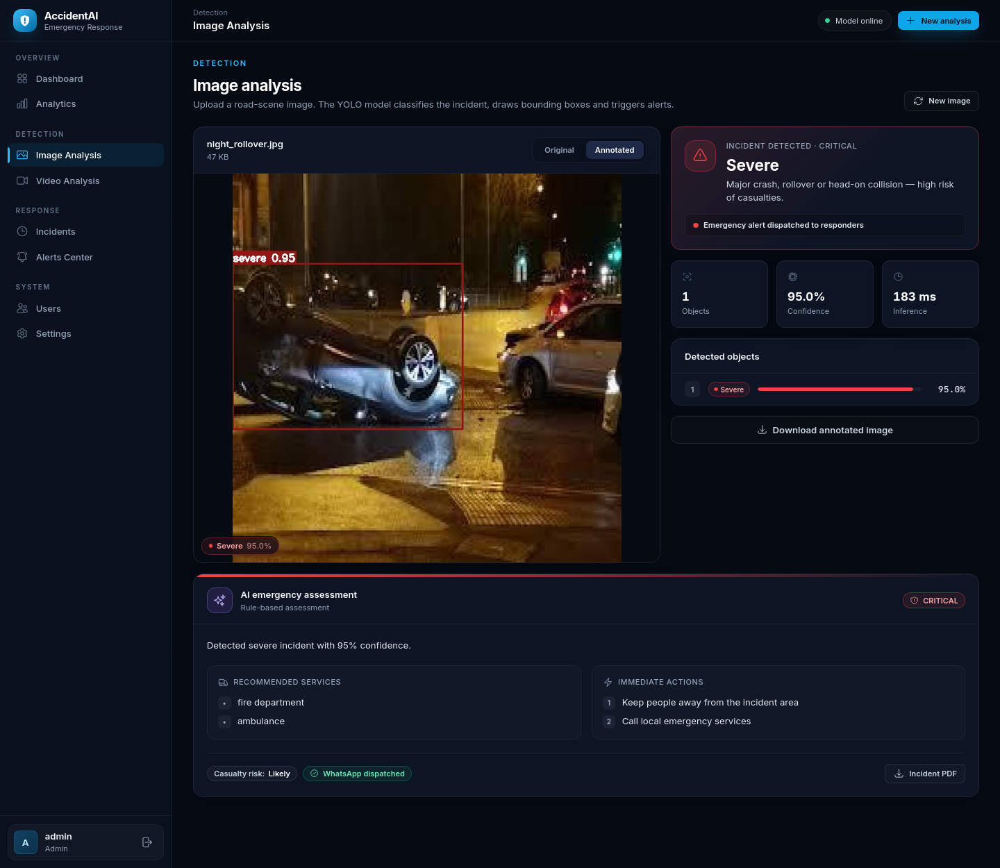 AccidentAI
Emergency Response
OVERVIEW
Dashboard
Analytics
DETECTION
Image Analysis
Video Analysis
RESPONSE
Incidents
Alerts Center
SYSTEM
Users
Settings
A
admin
Admin
Detection
Image Analysis
Model online
New analysis
DETECTION
Image analysis
Upload a road-scene image. The YOLO model classifies the incident, draws bounding boxes and triggers alerts.
New image
night_rollover.jpg
47 KB
Original
Annotated
severe 0.95
Severe 95.0%
INCIDENT DETECTED · CRITICAL
Severe
Major crash, rollover or head-on collision — high risk
of casualties.
Emergency alert dispatched to responders
1
Objects
95.0%
Confidence
183 ms
Inference
Detected objects
1 Severe 95.0%
Download annotated image
AI emergency assessment
Rule-based assessment
CRITICAL
Detected severe incident with 95% confidence.
RECOMMENDED SERVICES
• fire department
• ambulance
IMMEDIATE ACTIONS
1 Keep people away from the incident area
2 Call local emergency services
Casualty risk: Likely
WhatsApp dispatched
Incident PDF